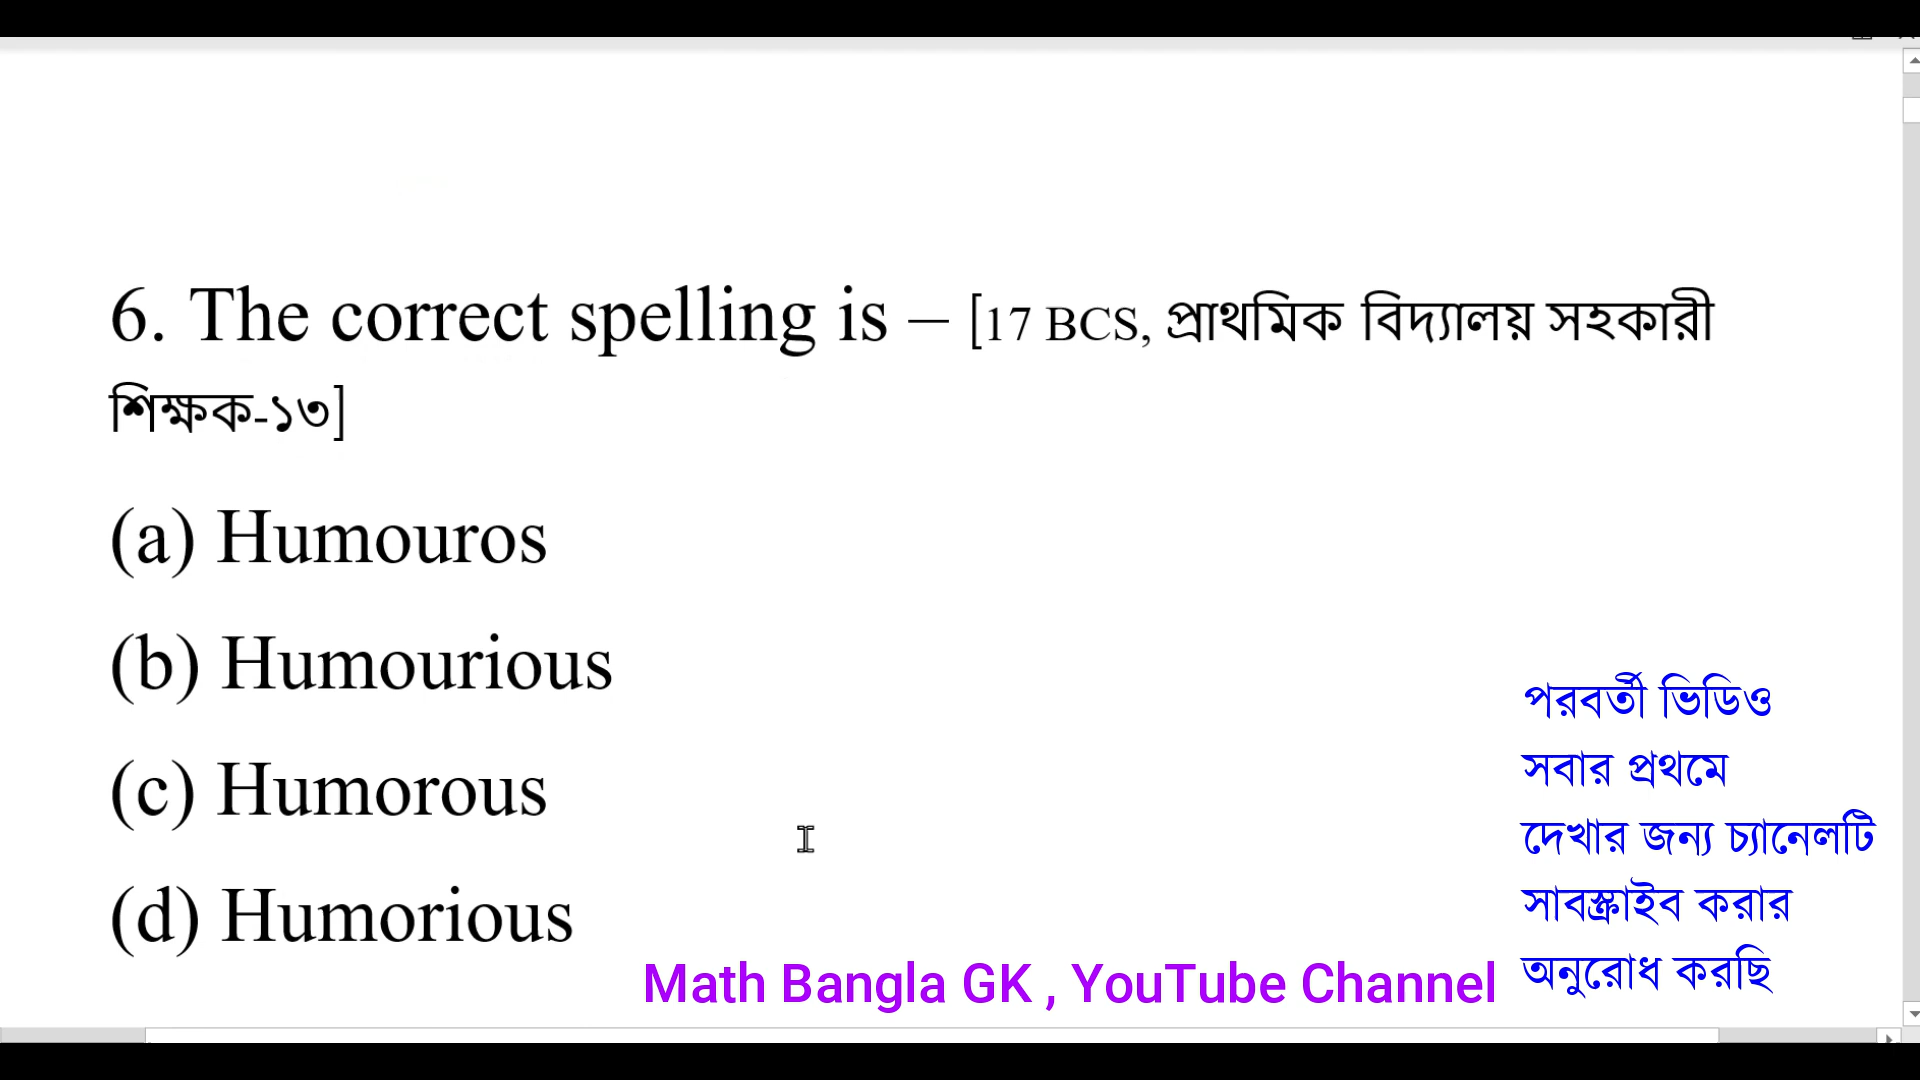 6. The correct spelling is – [17 BCS, প্রাথমিক বিদ্যালয় সহকারী
শিক্ষক-১৩]
(a) Humouros
(b) Humourious
(c) Humorous
(d) Humorious
পরবর্তী ভিডিও
সবার প্রথমে
দেখার জন্য চ্যানেলটি
সাবস্ক্রাইব করার
অনুরোধ করছি
Math Bangla GK , YouTube Channel